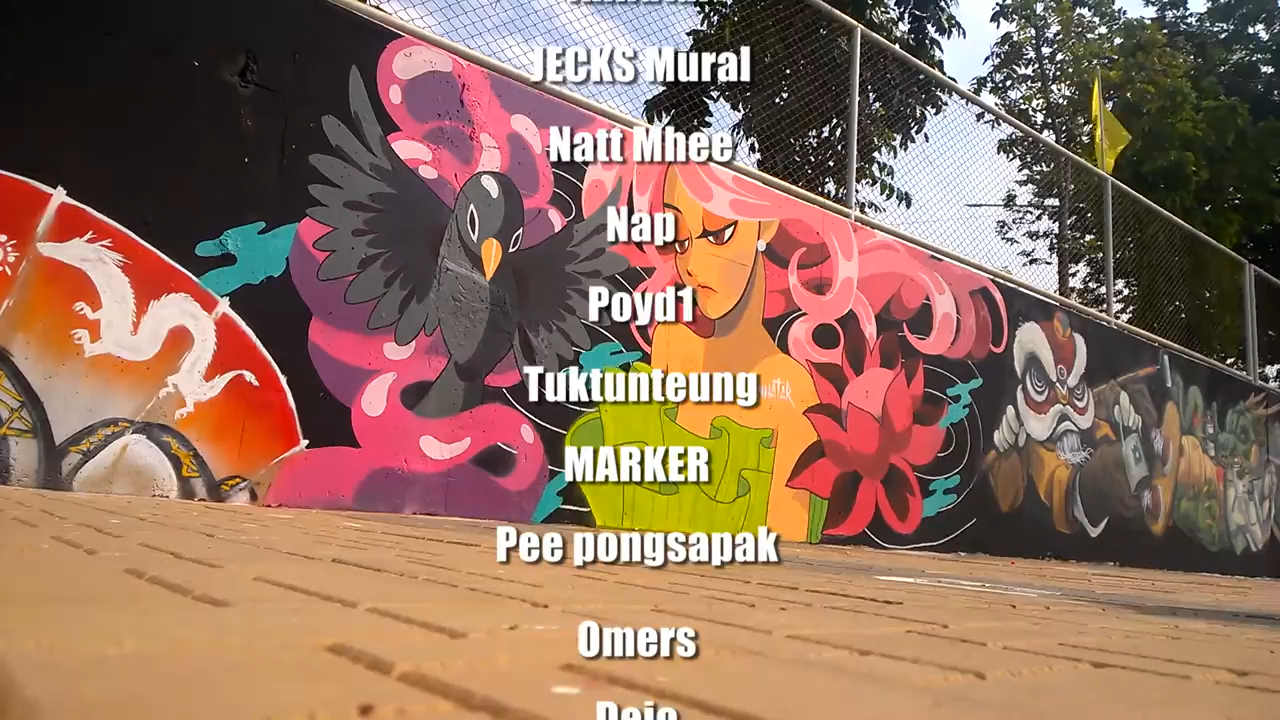 JECKS Mural
Natt Mhee
Nap
Poyd1
Tuktunteung
MARKER
Pee pongsapak
Omers